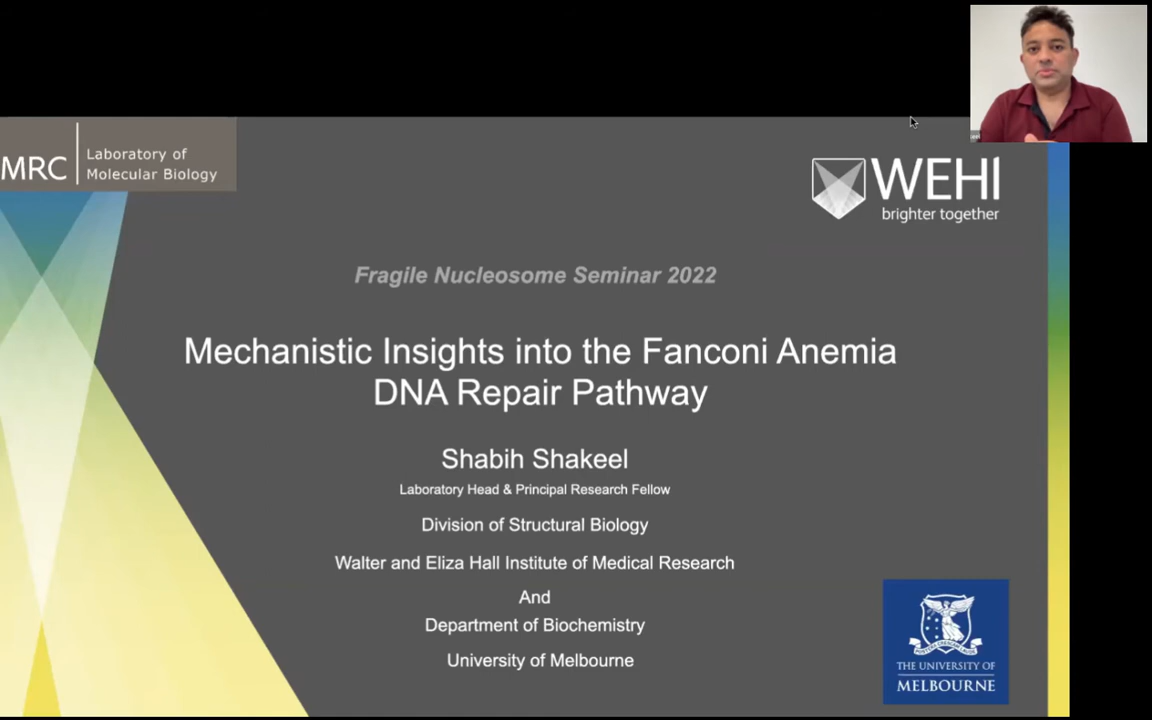 MRC
Laboratory of
Molecular Biology
WEHI
brighter together
Fragile Nucleosome Seminar 2022
Mechanistic Insights into the Fanconi Anemia
DNA Repair Pathway
Shabih Shakeel
Laboratory Head & Principal Research Fellow
Division of Structural Biology
Walter and Eliza Hall Institute of Medical Research
And
Department of Biochemistry
University of Melbourne
THE UNIVERSITY OF
MELBOURNE